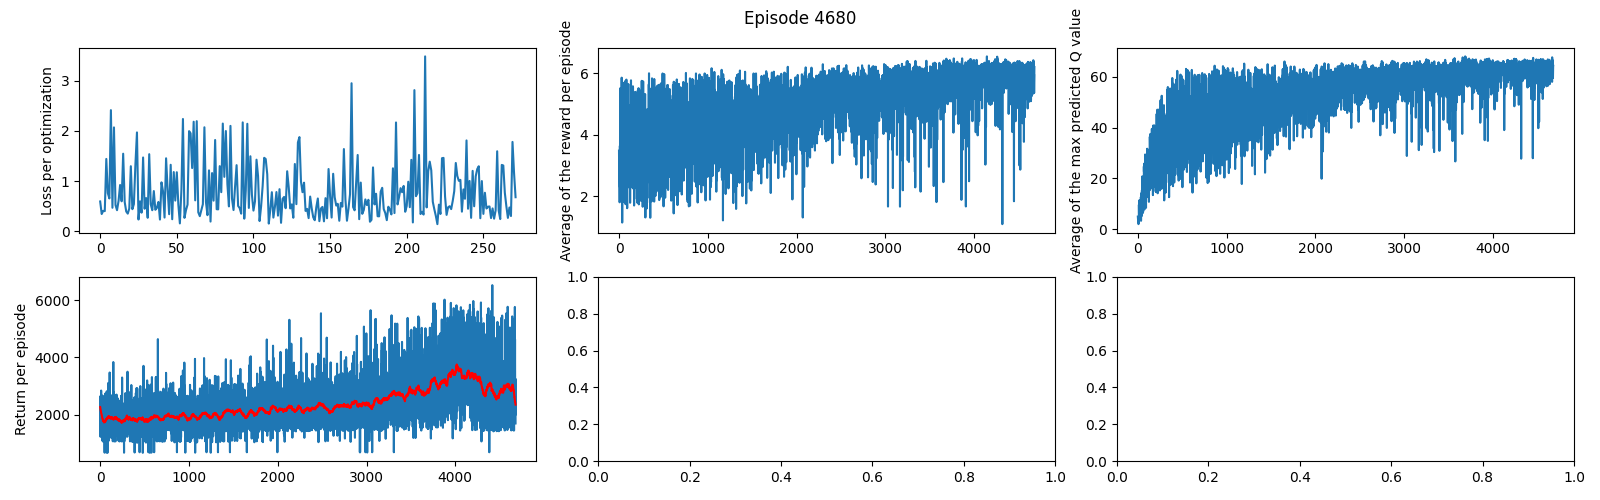 Episode 4680
Loss per optimization
3
2
1
0
0 50 100 150 200 250
Average of the reward per episode
6
4
2
0 1000 2000 3000 4000
Average of the max predicted Q value
60
40
20
0
0 1000 2000 3000 4000
Return per episode
6000
4000
2000
0 1000 2000 3000 4000
1.0
0.8
0.6
0.4
0.2
0.0
0.0 0.2 0.4 0.6 0.8 1.0
1.0
0.8
0.6
0.4
0.2
0.0
0.0 0.2 0.4 0.6 0.8 1.0